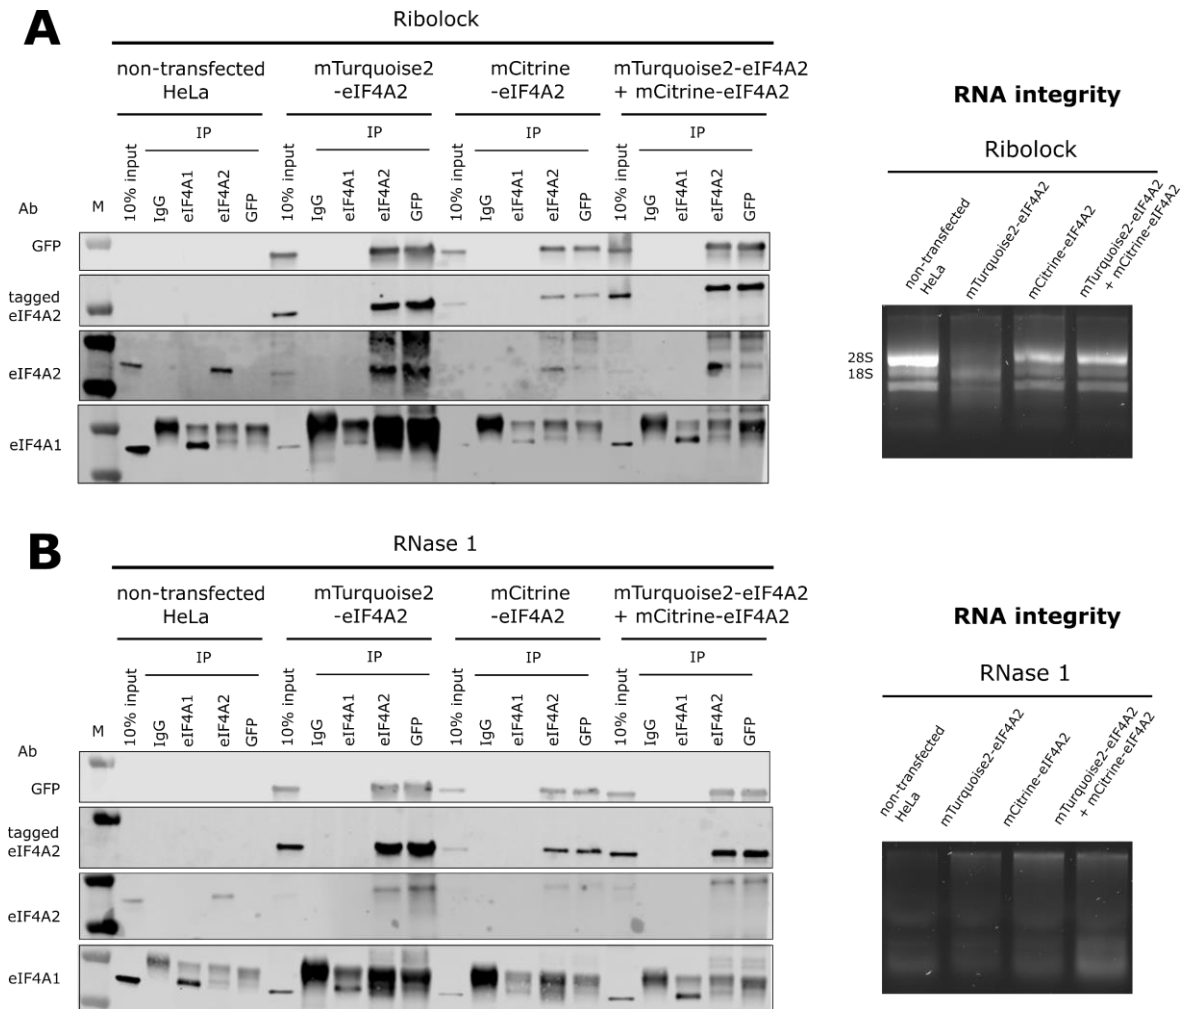 A
Ribolock
non-transfected
HeLa
mTurquoise2
-eIF4A2
mCitrine
-eIF4A2
mTurquoise2-eIF4A2
+ mCitrine-eIF4A2
IP
IP
IP
IP
Ab
M
10% input
IgG
eIF4A1
eIF4A2
GFP
10% input
IgG
eIF4A1
eIF4A2
GFP
10% input
IgG
eIF4A1
eIF4A2
GFP
10% input
IgG
eIF4A1
eIF4A2
GFP
GFP
tagged
eIF4A2
eIF4A2
eIF4A1
RNA integrity
Ribolock
non-transfected
HeLa
mTurquoise2-eIF4A2
mCitrine-eIF4A2
mTurquoise2-eIF4A2
+ mCitrine-eIF4A2
28S
18S
B
RNase 1
non-transfected
HeLa
mTurquoise2
-eIF4A2
mCitrine
-eIF4A2
mTurquoise2-eIF4A2
+ mCitrine-eIF4A2
IP
IP
IP
IP
Ab
M
10% input
IgG
eIF4A1
eIF4A2
GFP
10% input
IgG
eIF4A1
eIF4A2
GFP
10% input
IgG
eIF4A1
eIF4A2
GFP
10% input
IgG
eIF4A1
eIF4A2
GFP
GFP
tagged
eIF4A2
eIF4A2
eIF4A1
RNA integrity
RNase 1
non-transfected
HeLa
mTurquoise2-eIF4A2
mCitrine-eIF4A2
mTurquoise2-eIF4A2
+ mCitrine-eIF4A2